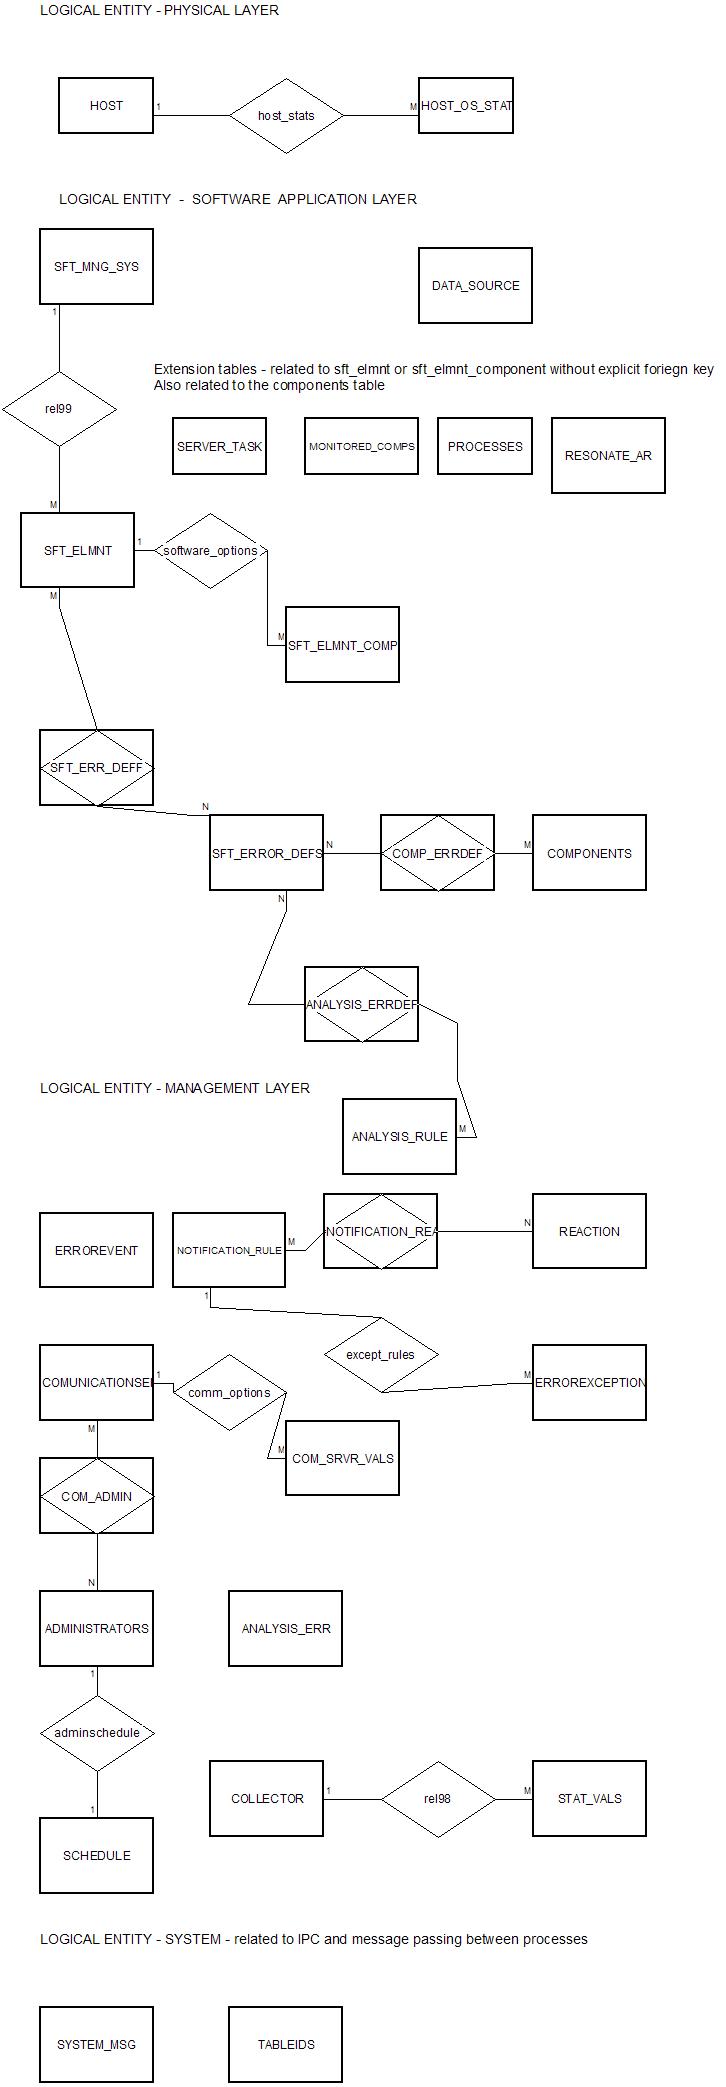 LOGICAL ENTITY - PHYSICAL LAYER
HOST
1
host_stats
M
HOST_OS_STAT
LOGICAL ENTITY - SOFTWARE APPLICATION LAYER
SFT_MNG_SYS
DATA_SOURCE
1
Extension tables - related to sft_elmnt or sft_elmnt_component without explicit foriegn key
Also related to the components table
rel99
SERVER_TASK
MONITORED_COMPS
PROCESSES
RESONATE_AR
M
SFT_ELMNT
1
software_options
M
M
SFT_ELMNT_COMP
SFT_ERR_DEFF
N
SFT_ERROR_DEFS
N
COMP_ERRDEF
M
COMPONENTS
N
ANALYSIS_ERRDEF
LOGICAL ENTITY - MANAGEMENT LAYER
ANALYSIS_RULE
M
ERROREVENT
NOTIFICATION_RULE
M
NOTIFICATION_REA
N
REACTION
1
except_rules
M
ERROREXCEPTION
COMUNICATIONSEI
1
comm_options
M
M
COM_SRVR_VALS
COM_ADMIN
N
ADMINISTRATORS
ANALYSIS_ERR
1
adminschedule
COLLECTOR
1
rel98
M
STAT_VALS
1
SCHEDULE
LOGICAL ENTITY - SYSTEM - related to IPC and message passing between processes
SYSTEM_MSG
TABLEIDS